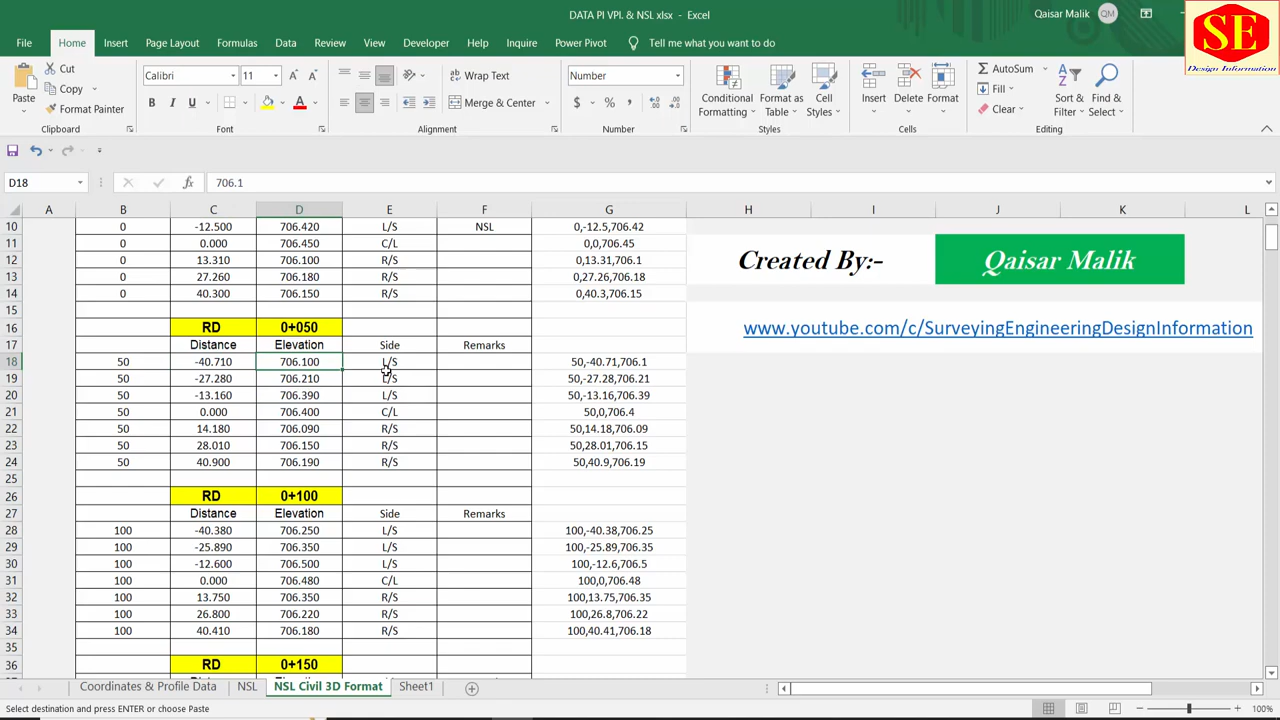 DATA PI VPI. & NSL xlsx - Excel
Qaisar Malik QM
SE
Design Information
File Home Insert Page Layout Formulas Data Review View Developer Help Inquire Power Pivot Tell me what you want to do
Paste Cut Copy Format Painter
Calibri 11
B I U
Wrap Text Merge & Center
Number
$ % ,
Conditional Formatting Format as Table Cell Styles
Insert Delete Format
AutoSum Fill Clear
Sort & Filter Find & Select
Clipboard Font Alignment Number Styles Cells Editing
D18 fx 706.1
A B C D E F G H I J K L
10 0 -12.500 706.420 L/S NSL 0,-12.5,706.42
11 0 0.000 706.450 C/L 0,0,706.45
12 0 13.310 706.100 R/S 0,13.31,706.1
13 0 27.260 706.180 R/S 0,27.26,706.18
14 0 40.300 706.150 R/S 0,40.3,706.15
Created By:- Qaisar Malik
www.youtube.com/c/SurveyingEngineeringDesignInformation
15
16 RD 0+050
17 Distance Elevation Side Remarks
18 50 -40.710 706.100 L/S 50,-40.71,706.1
19 50 -27.280 706.210 L/S 50,-27.28,706.21
20 50 -13.160 706.390 L/S 50,-13.16,706.39
21 50 0.000 706.400 C/L 50,0,706.4
22 50 14.180 706.090 R/S 50,14.18,706.09
23 50 28.010 706.150 R/S 50,28.01,706.15
24 50 40.900 706.190 R/S 50,40.9,706.19
25
26 RD 0+100
27 Distance Elevation Side Remarks
28 100 -40.380 706.250 L/S 100,-40.38,706.25
29 100 -25.890 706.350 L/S 100,-25.89,706.35
30 100 -12.600 706.500 L/S 100,-12.6,706.5
31 100 0.000 706.480 C/L 100,0,706.48
32 100 13.750 706.350 R/S 100,13.75,706.35
33 100 26.800 706.220 R/S 100,26.8,706.22
34 100 40.410 706.180 R/S 100,40.41,706.18
35
36 RD 0+150
Coordinates & Profile Data NSL NSL Civil 3D Format Sheet1
Select destination and press ENTER or choose Paste
100%